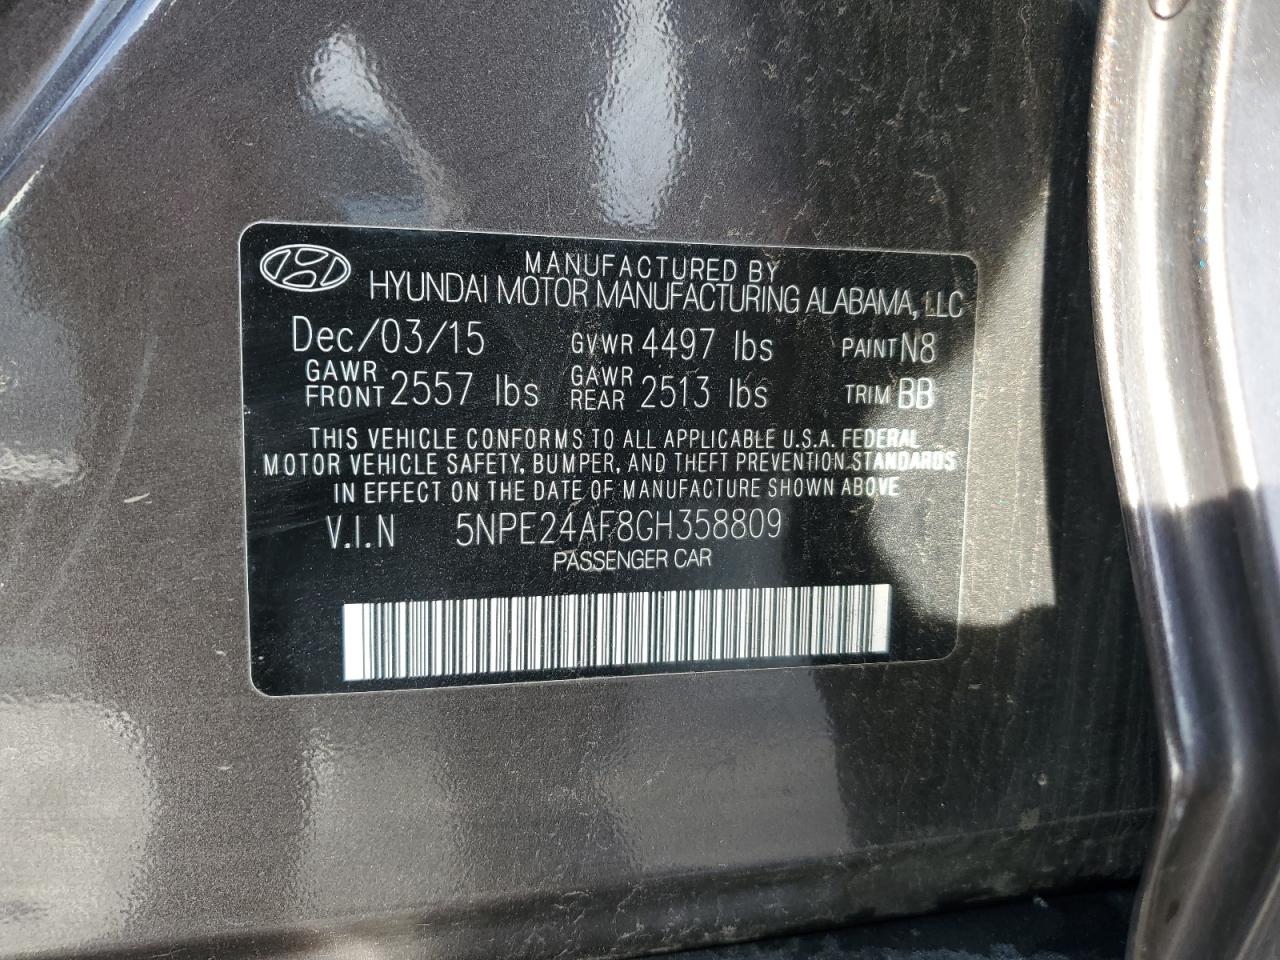 MANUFACTURED BY
HYUNDAI MOTOR MANUFACTURING ALABAMA, LLC
Dec/03/15 GVWR 4497 lbs PAINT N8
GAWR FRONT 2557 lbs GAWR REAR 2513 lbs TRIM BB
THIS VEHICLE CONFORMS TO ALL APPLICABLE U.S.A. FEDERAL
MOTOR VEHICLE SAFETY, BUMPER, AND THEFT PREVENTION STANDARDS
IN EFFECT ON THE DATE OF MANUFACTURE SHOWN ABOVE
V.I.N 5NPE24AF8GH358809
PASSENGER CAR